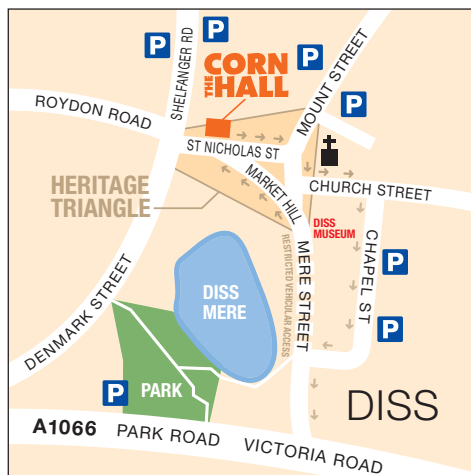 P
P
P
SHELFANGER RD
CORN
THE
HALL
MOUNT STREET
P
ROYDON ROAD
ST NICHOLAS ST
HERITAGE
TRIANGLE
MARKET HILL
CHURCH STREET
DISS
MUSEUM
RESTRICTED VEHICULAR ACCESS
MERE STREET
CHAPEL ST
P
DISS
MERE
DENMARK STREET
P
P
PARK
DISS
A1066 PARK ROAD VICTORIA ROAD